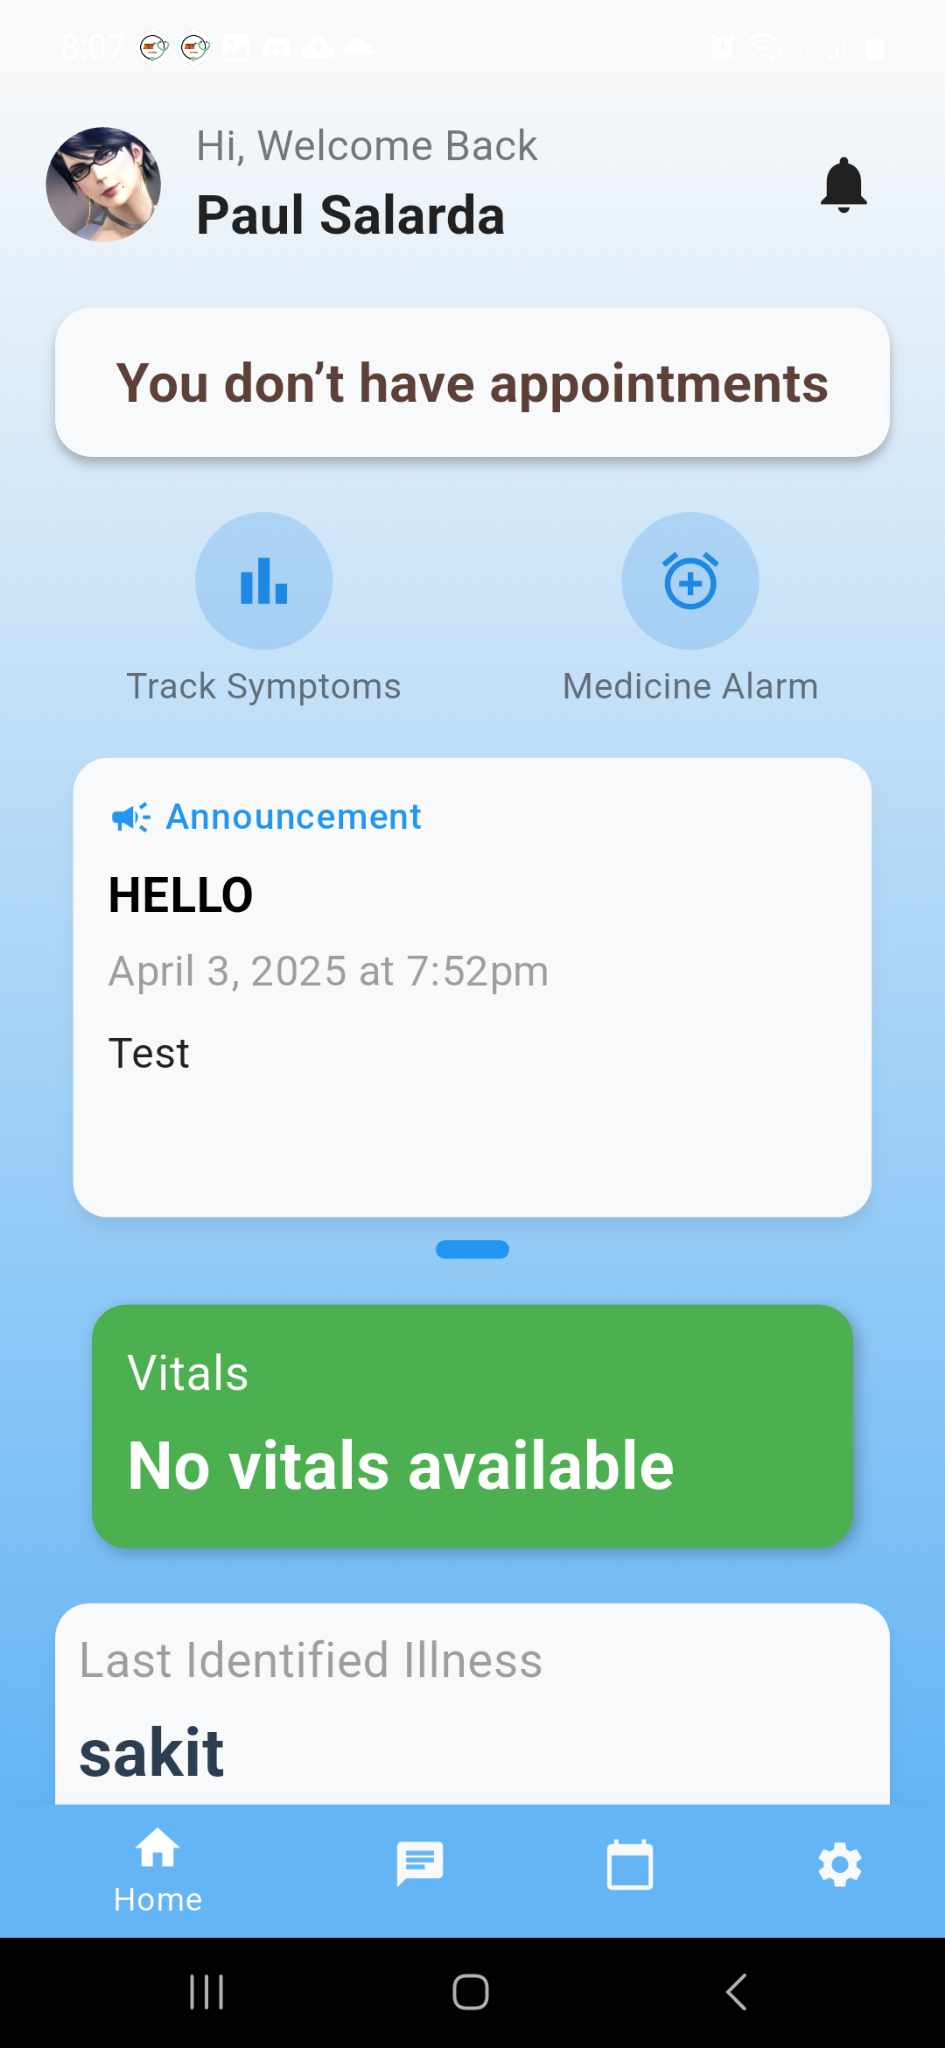 8:07
Hi, Welcome Back
Paul Salarda
You don’t have appointments
Track Symptoms
Medicine Alarm
Announcement
HELLO
April 3, 2025 at 7:52pm
Test
Vitals
No vitals available
Last Identified Illness
sakit
Home